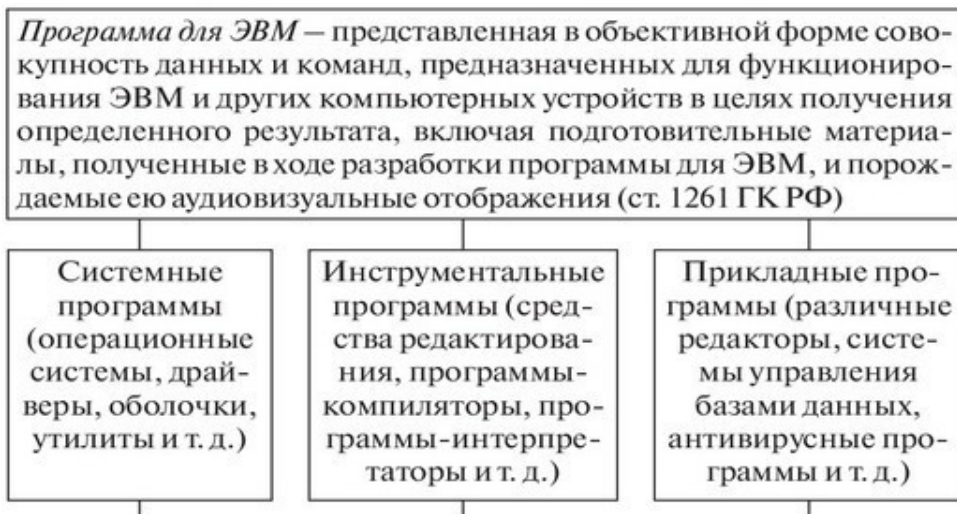 Программа для ЭВМ – представленная в объективной форме сово-
купность данных и команд, предназначенных для функциониро-
вания ЭВМ и других компьютерных устройств в целях получения
определенного результата, включая подготовительные материа-
лы, полученные в ходе разработки программы для ЭВМ, и порож-
даемые ею аудиовизуальные отображения (ст. 1261 ГК РФ)
Системные
программы
(операционные
системы, драй-
веры, оболочки,
утилиты и т. д.)
Инструментальные
программы (сред-
ства редактирова-
ния, программы-
компиляторы, про-
граммы-интерпре-
таторы и т. д.)
Прикладные про-
граммы (различные
редакторы, систе-
мы управления
базами данных,
антивирусные про-
граммы и т. д.)